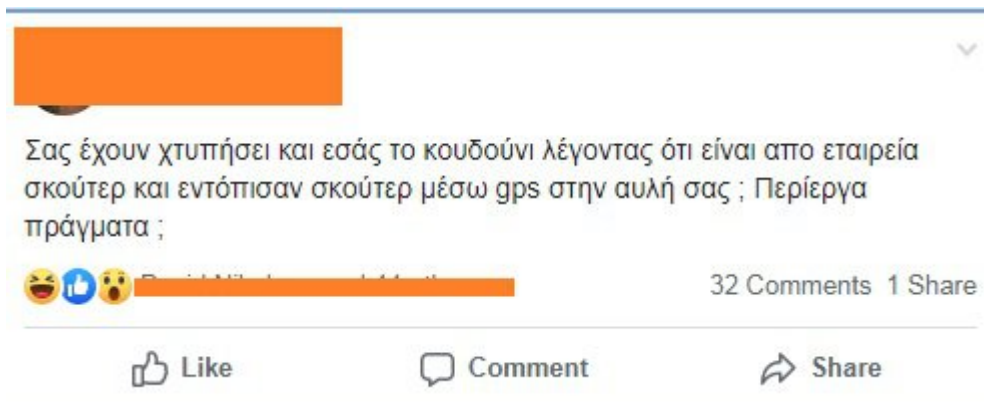 Σας έχουν χτυπήσει και εσάς το κουδούνι λέγοντας ότι είναι απο εταιρεία
σκούτερ και εντόπισαν σκούτερ μέσω gps στην αυλή σας ; Περίεργα
πράγματα ;
32 Comments 1 Share
Like Comment Share